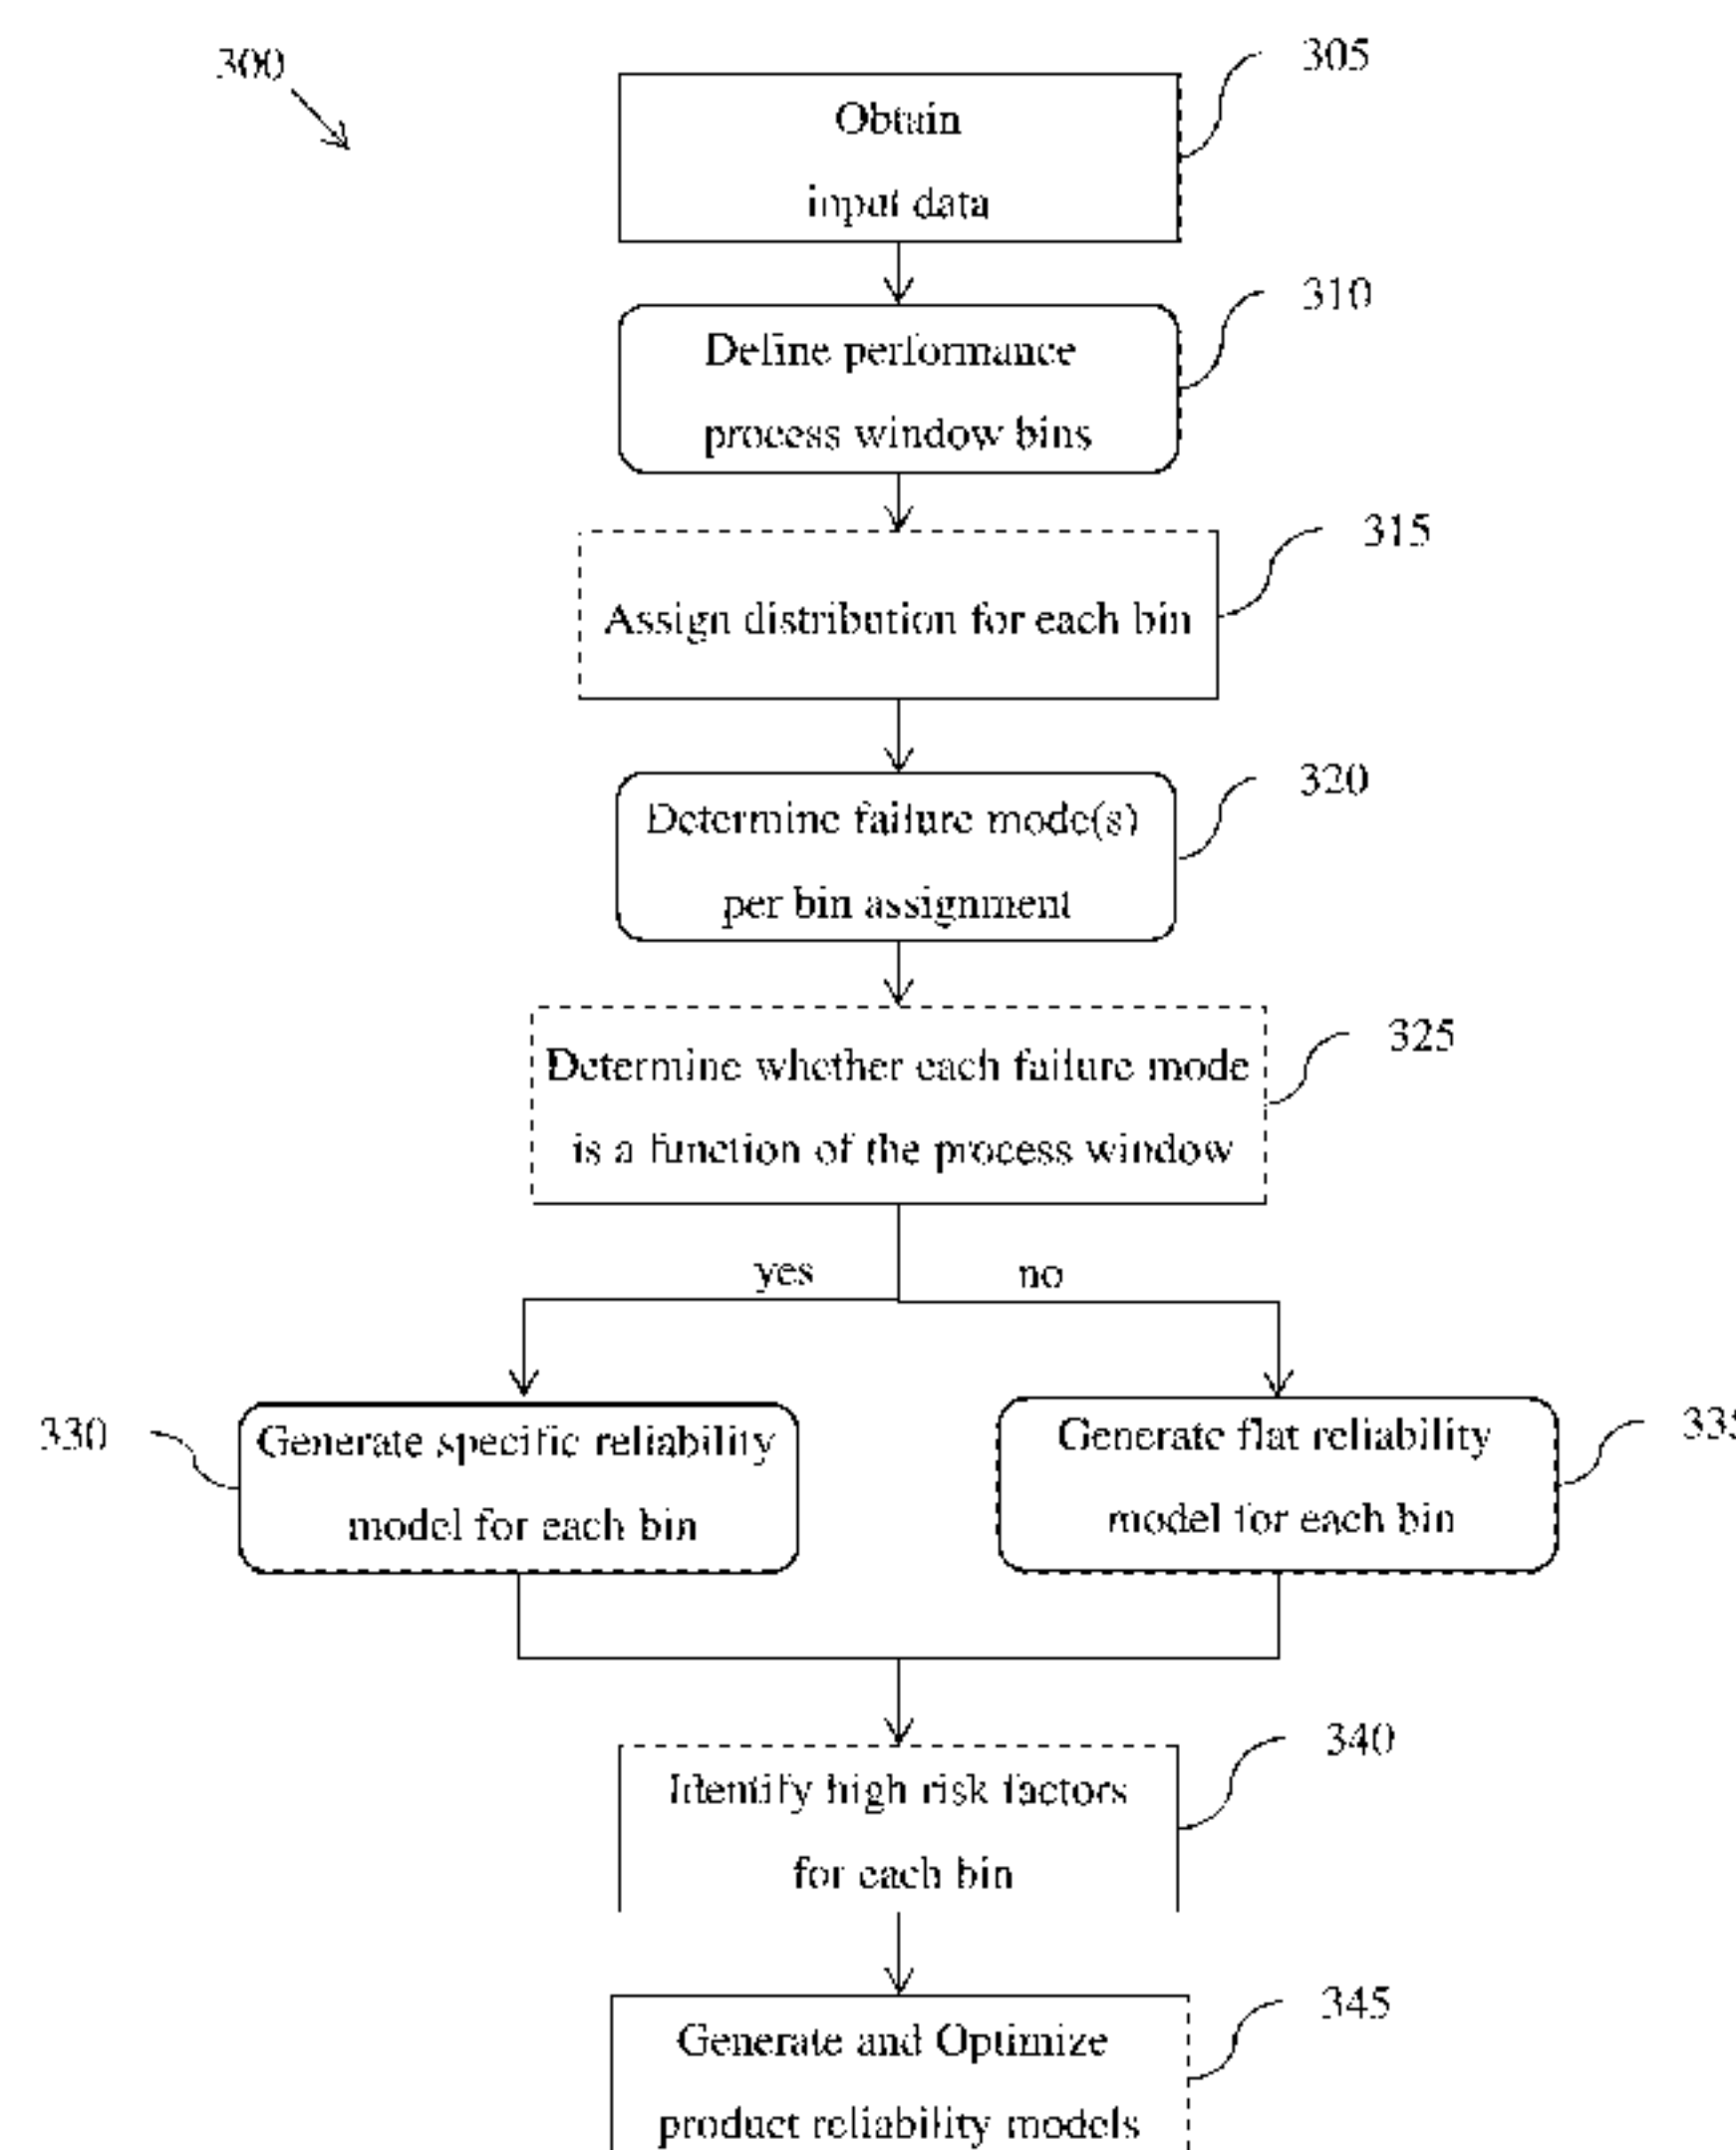 300
305
Obtain
input data
310
Define performance
process window bins
315
Assign distribution for each bin
320
Determine failure mode(s)
per bin assignment
325
Determine whether each failure mode
is a function of the process window
yes
no
330
Generate specific reliability
model for each bin
335
Generate flat reliability
model for each bin
340
Identify high risk factors
for each bin
345
Generate and Optimize
product reliability models